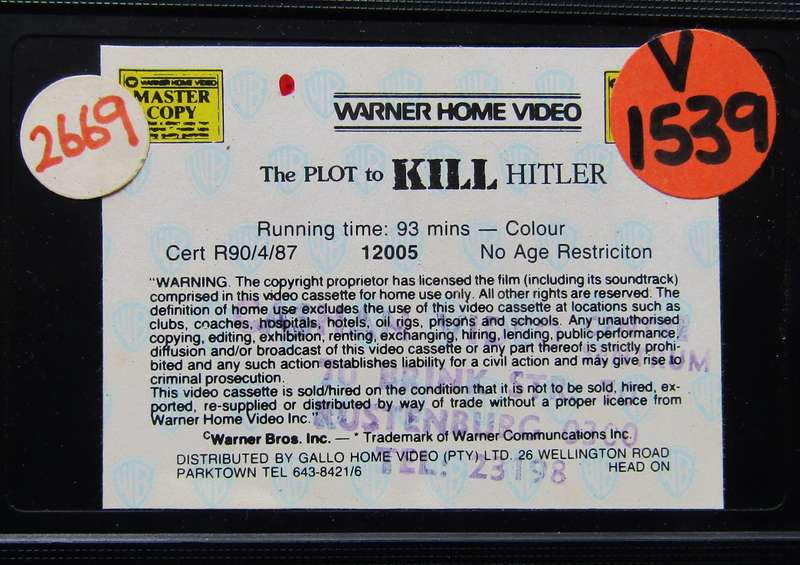 2669
WARNER HOME VIDEO
MASTER
COPY
WARNER HOME VIDEO
V
1539
The PLOT to KILL HITLER
Running time: 93 mins — Colour
Cert R90/4/87 12005 No Age Restriciton
"WARNING. The copyright proprietor has licensed the film (including its soundtrack)
comprised in this video cassette for home use only. All other rights are reserved. The
definition of home use excludes the use of this video cassette at locations such as
clubs, coaches, hospitals, hotels, oil rigs, prisons and schools. Any unauthorised
copying, editing, exhibition, renting, exchanging, hiring, lending, public performance,
diffusion and/or broadcast of this video cassette or any part thereof is strictly prohi-
bited and any such action establishes liability for a civil action and may give rise to
criminal prosecution.
This video cassette is sold/hired on the condition that it is not to be sold, hired, ex-
ported, re-supplied or distributed by way of trade without a proper licence from
Warner Home Video Inc."
©Warner Bros. Inc. — * Trademark of Warner Communcations Inc.
DISTRIBUTED BY GALLO HOME VIDEO (PTY) LTD. 26 WELLINGTON ROAD
PARKTOWN TEL 643-8421/6 HEAD ON
RUSTENBURG 0300
TEL: 23198